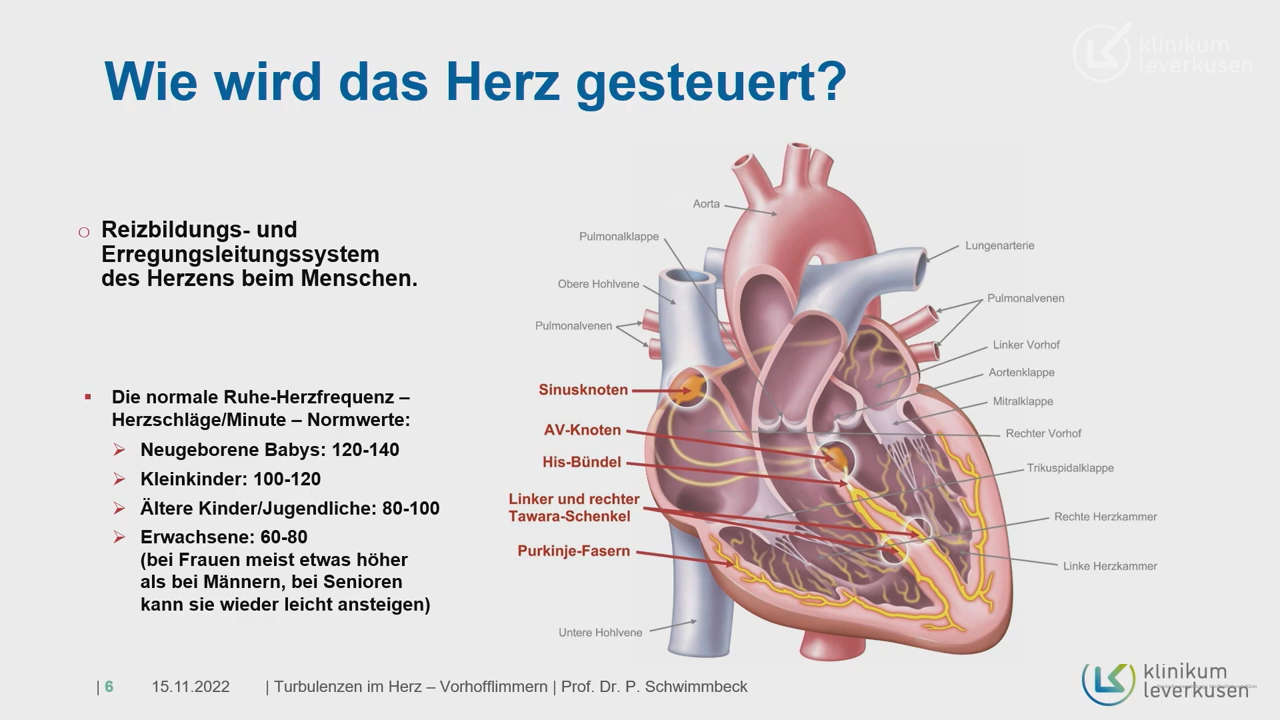 klinikum
leverkusen
Wie wird das Herz gesteuert?
Reizbildungs- und
Erregungsleitungssystem
des Herzens beim Menschen.
Die normale Ruhe-Herzfrequenz –
Herzschläge/Minute – Normwerte:
Neugeborene Babys: 120-140
Kleinkinder: 100-120
Ältere Kinder/Jugendliche: 80-100
Erwachsene: 60-80
(bei Frauen meist etwas höher
als bei Männern, bei Senioren
kann sie wieder leicht ansteigen)
Aorta
Pulmonalklappe
Obere Hohlvene
Pulmonalvenen
Sinusknoten
AV-Knoten
His-Bündel
Linker und rechter
Tawara-Schenkel
Purkinje-Fasern
Untere Hohlvene
Lungenarterie
Pulmonalvenen
Linker Vorhof
Aortenklappe
Mitralklappe
Rechter Vorhof
Trikuspidalklappe
Rechte Herzkammer
Linke Herzkammer
| 6 15.11.2022 | Turbulenzen im Herz – Vorhofflimmern | Prof. Dr. P. Schwimmbeck
klinikum
leverkusen